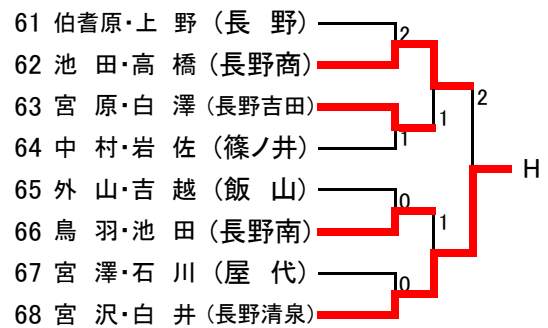 61 伯耆原・上 野 (長 野)
2
62 池 田・高 橋 (長野商)
2
63 宮 原・白 澤 (長野吉田)
1
1
64 中 村・岩 佐 (篠ノ井)
H
65 外 山・吉 越 (飯 山)
0
1
66 鳥 羽・池 田 (長野南)
67 宮 澤・石 川 (屋 代)
0
68 宮 沢・白 井 (長野清泉)